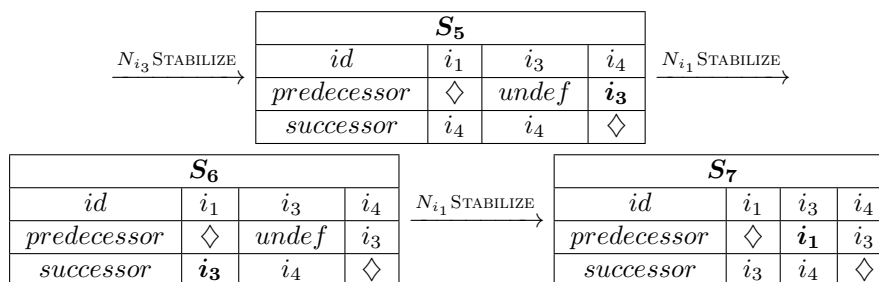 N_{i_3} STABILIZE
S_5
id i_1 i_3 i_4
predecessor ◇ undef i_3
successor i_4 i_4 ◇
N_{i_1} STABILIZE
S_6
id i_1 i_3 i_4
predecessor ◇ undef i_3
successor i_3 i_4 ◇
N_{i_1} STABILIZE
S_7
id i_1 i_3 i_4
predecessor ◇ i_1 i_3
successor i_3 i_4 ◇